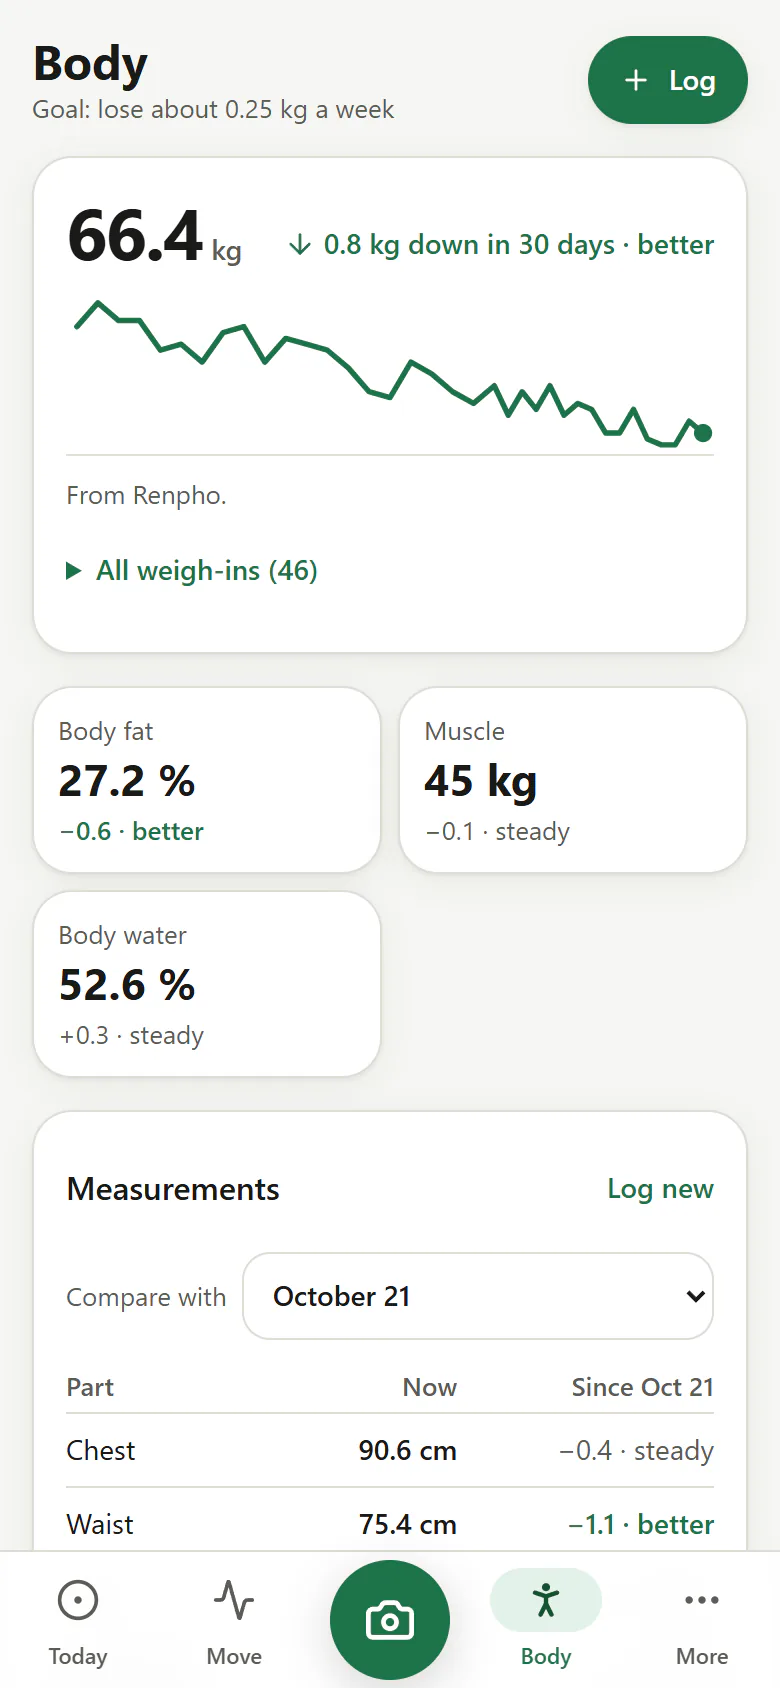 Body
Goal: lose about 0.25 kg a week
+ Log
66.4 kg
↓ 0.8 kg down in 30 days · better
From Renpho.
▶ All weigh-ins (46)
Body fat
27.2 %
−0.6 · better
Muscle
45 kg
−0.1 · steady
Body water
52.6 %
+0.3 · steady
Measurements
Log new
Compare with
October 21
Part Now Since Oct 21
Chest 90.6 cm −0.4 · steady
Waist 75.4 cm −1.1 · better
Today
Move
Body
More